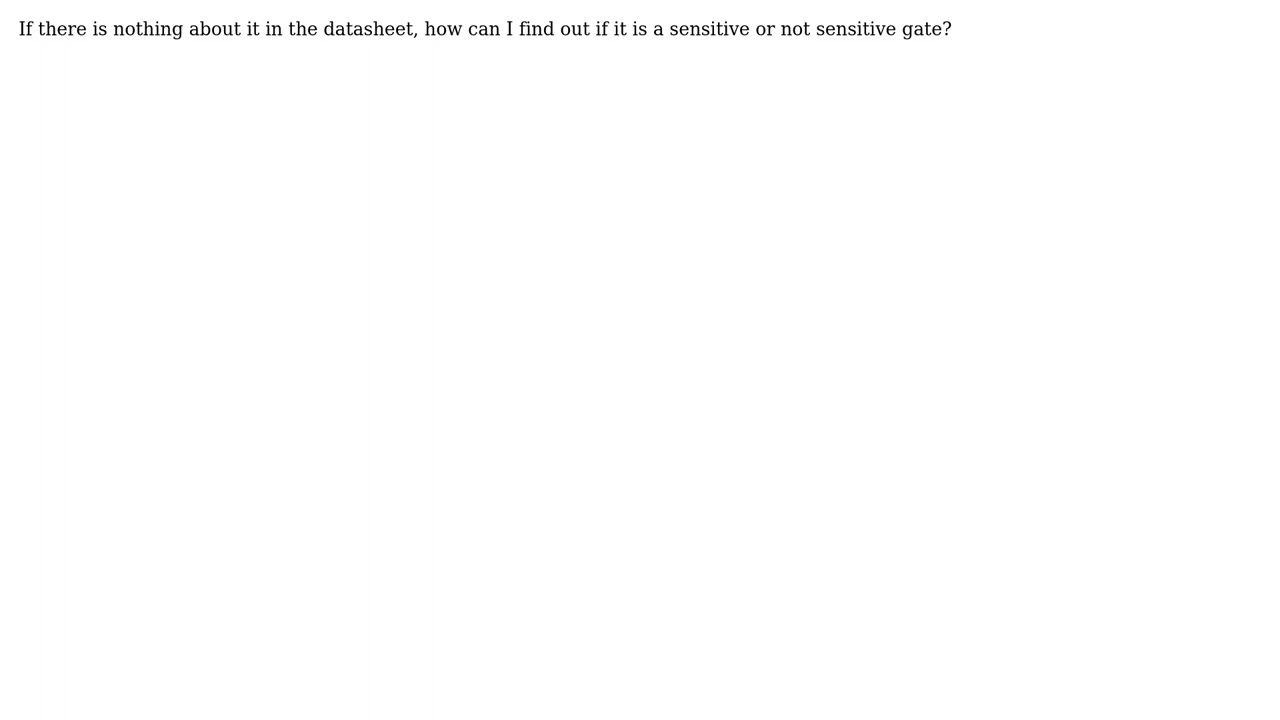 If there is nothing about it in the datasheet, how can I find out if it is a sensitive or not sensitive gate?